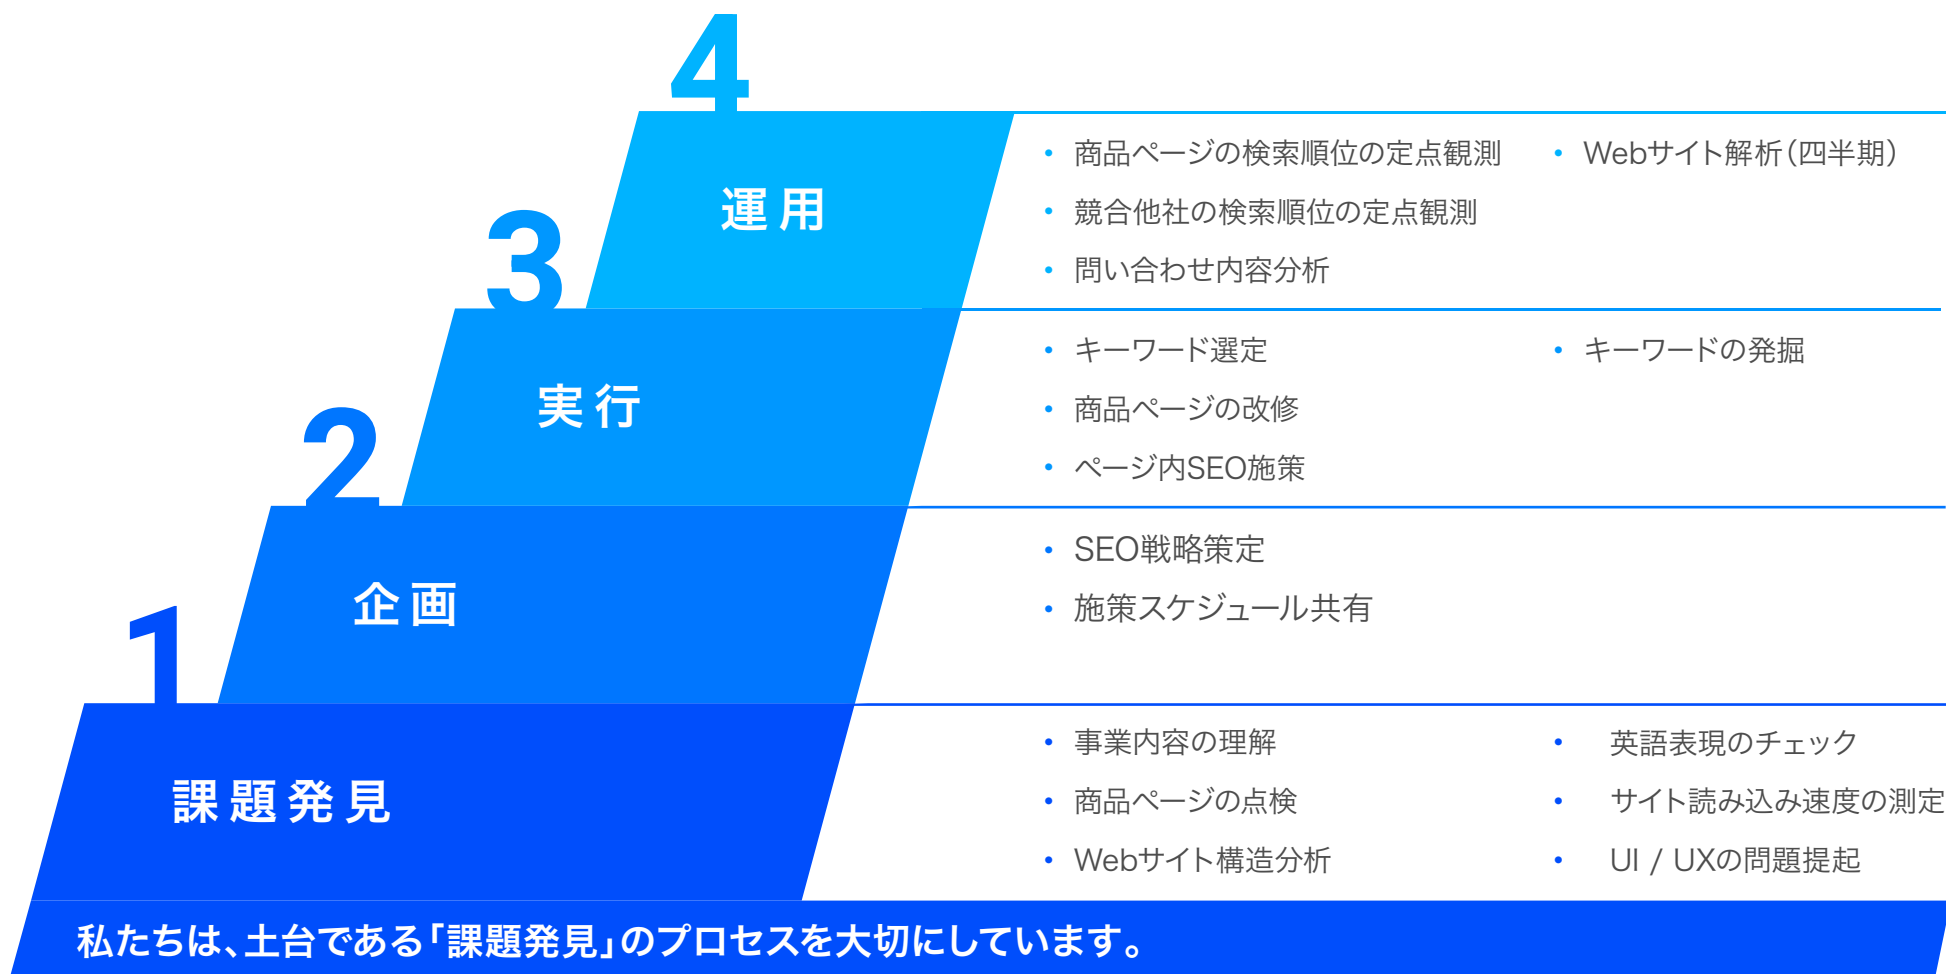 4
運用
• 商品ページの検索順位の定点観測
• Webサイト解析（四半期）
• 競合他社の検索順位の定点観測
• 問い合わせ内容分析
3
実行
• キーワード選定
• キーワードの発掘
• 商品ページの改修
• ページ内SEO施策
2
企画
• SEO戦略策定
• 施策スケジュール共有
1
課題発見
• 事業内容の理解
• 英語表現のチェック
• 商品ページの点検
• サイト読み込み速度の測定
• Webサイト構造分析
• UI / UXの問題提起
私たちは、土台である「課題発見」のプロセスを大切にしています。